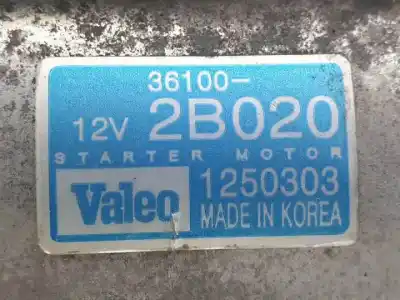 36100-
12V 2B020
STARTER MOTOR
Valeo 1250303
MADE IN KOREA